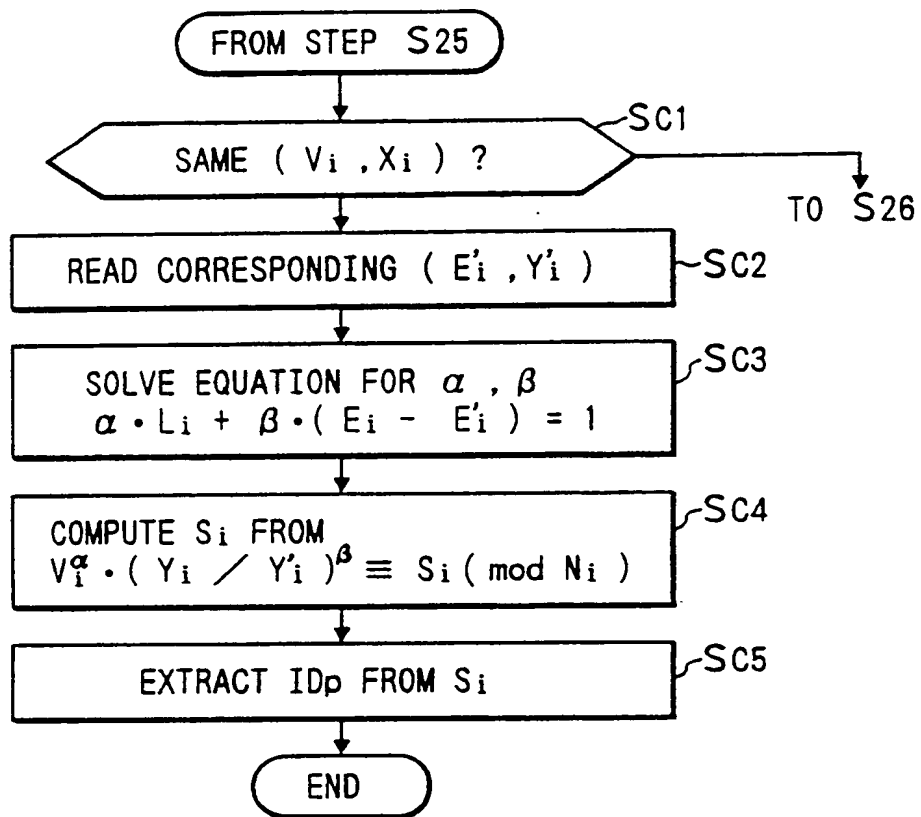 FROM STEP S25
SC1
SAME ( Vi , Xi ) ?
TO S26
READ CORRESPONDING ( E'i , Y'i )
SC2
SOLVE EQUATION FOR α , β
α • Li + β • ( Ei − E'i ) = 1
SC3
COMPUTE Si FROM
Vi^α • ( Yi / Y'i )^β ≡ Si ( mod Ni )
SC4
EXTRACT IDp FROM Si
SC5
END